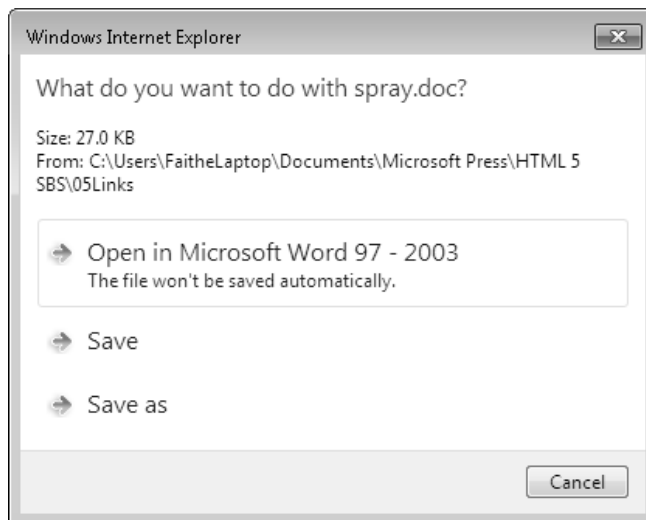 Windows Internet Explorer
What do you want to do with spray.doc?
Size: 27.0 KB
From: C:\Users\FaitheLaptop\Documents\Microsoft Press\HTML 5
SBS\05Links
Open in Microsoft Word 97 - 2003
The file won't be saved automatically.
Save
Save as
Cancel